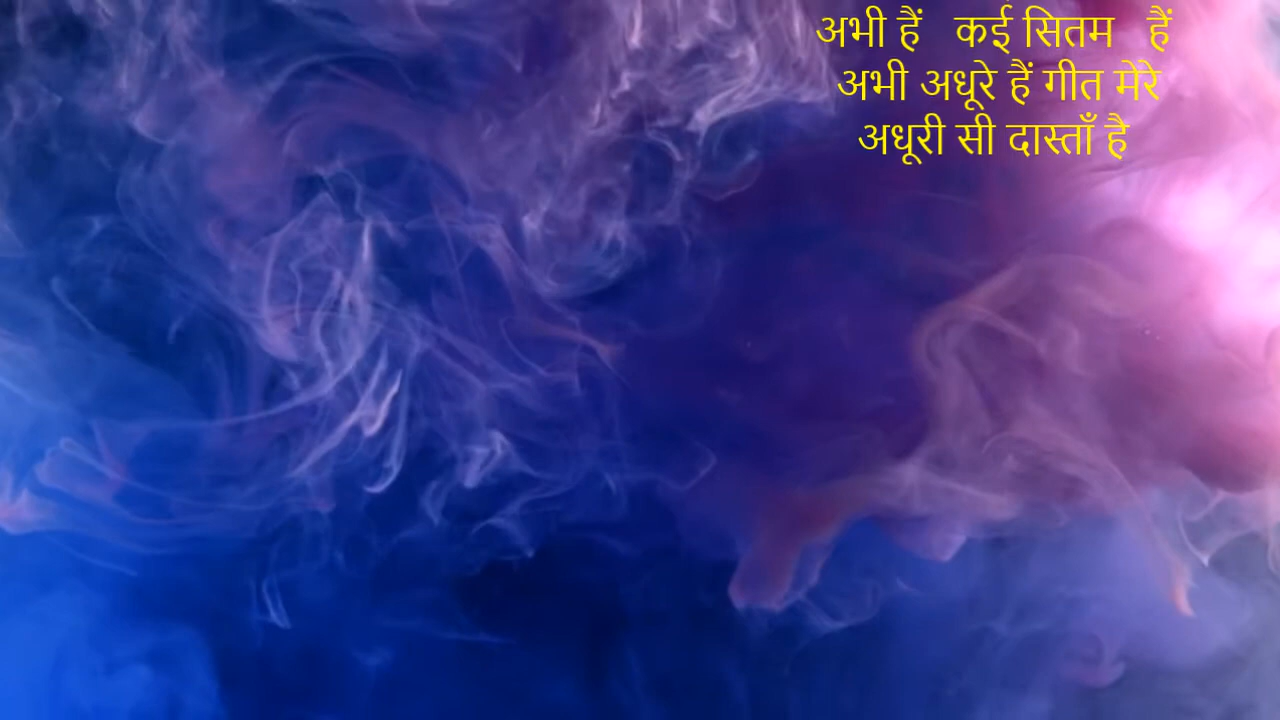 अभी हैं कई सितम हैं
अभी अधूरे हैं गीत मेरे
अधूरी सी दास्ताँ है